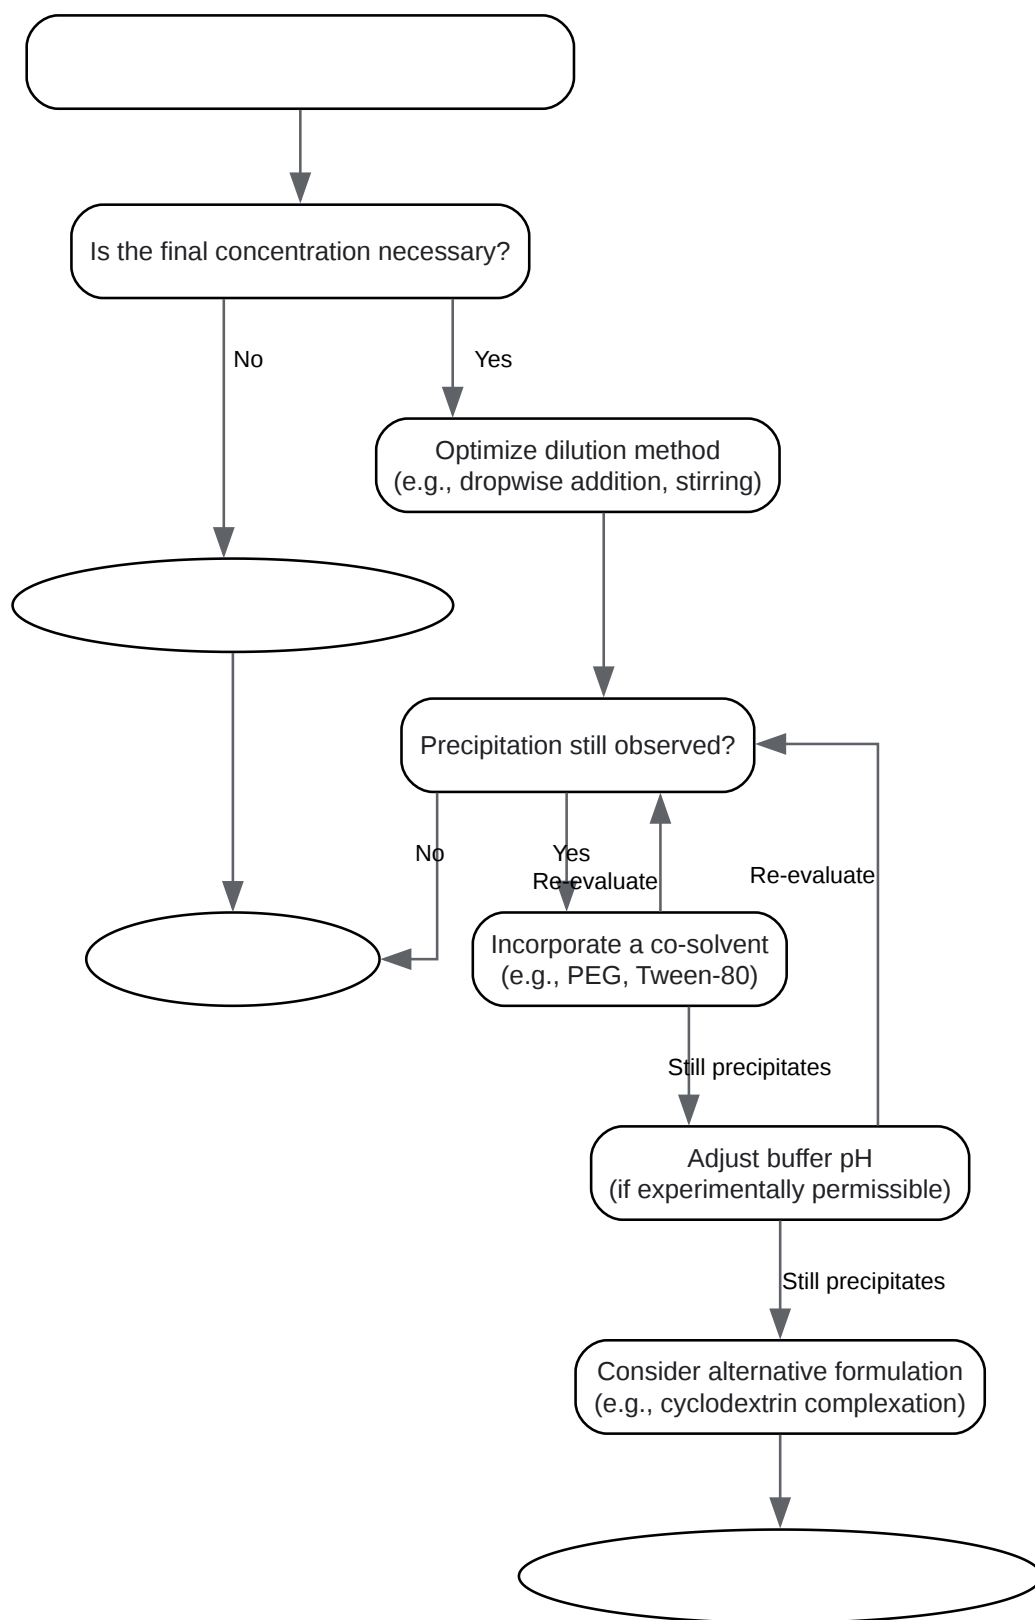 Is the final concentration necessary?
No
Yes
Optimize dilution method
(e.g., dropwise addition, stirring)
Precipitation still observed?
No
Yes
Re-evaluate
Re-evaluate
Incorporate a co-solvent
(e.g., PEG, Tween-80)
Still precipitates
Adjust buffer pH
(if experimentally permissible)
Still precipitates
Consider alternative formulation
(e.g., cyclodextrin complexation)